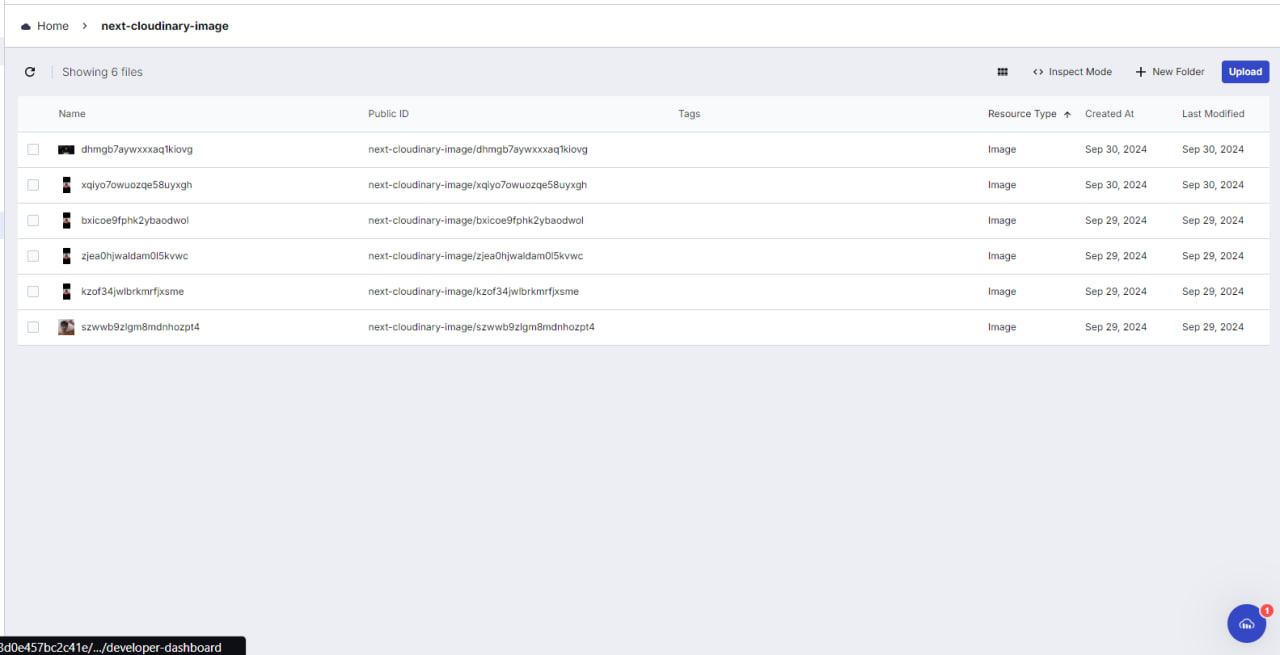 Home > next-cloudinary-image
Showing 6 files Inspect Mode New Folder Upload
Name Public ID Tags Resource Type Created At Last Modified
dhmgb7aywxxxaq1kiovg next-cloudinary-image/dhmgb7aywxxxaq1kiovg Image Sep 30, 2024 Sep 30, 2024
xqiyo7owuozqe58uyxgh next-cloudinary-image/xqiyo7owuozqe58uyxgh Image Sep 30, 2024 Sep 30, 2024
bxicoe9fphk2ybaodwol next-cloudinary-image/bxicoe9fphk2ybaodwol Image Sep 29, 2024 Sep 29, 2024
zjea0hjwaldam0l5kvwc next-cloudinary-image/zjea0hjwaldam0l5kvwc Image Sep 29, 2024 Sep 29, 2024
kzof34jwlbrkmrfjxsme next-cloudinary-image/kzof34jwlbrkmrfjxsme Image Sep 29, 2024 Sep 29, 2024
szwwb9zlgm8mdnhozpt4 next-cloudinary-image/szwwb9zlgm8mdnhozpt4 Image Sep 29, 2024 Sep 29, 2024
1
3d0e457bc2c41e/.../developer-dashboard